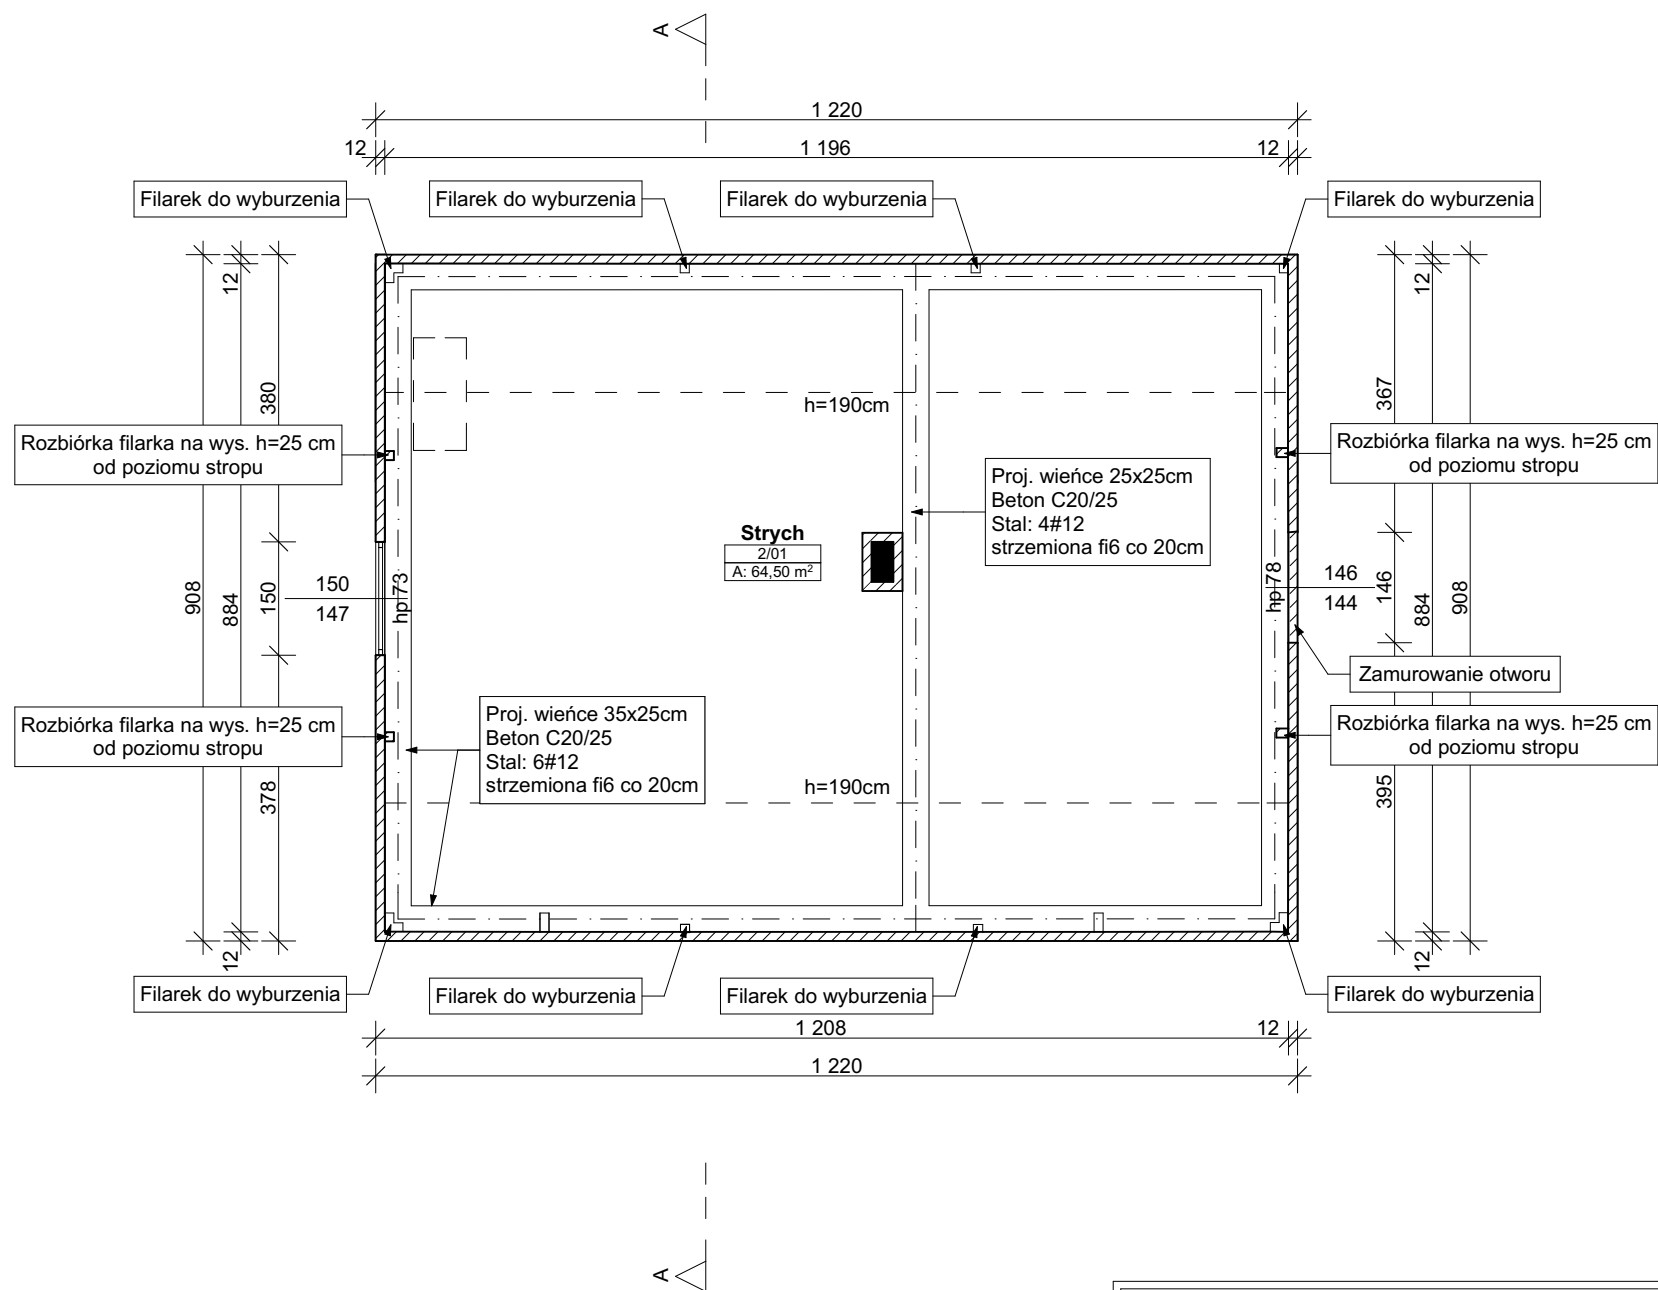 A
1 220
12
1 196
12
Filarek do wyburzenia
Filarek do wyburzenia
Filarek do wyburzenia
Filarek do wyburzenia
12
12
380
367
h=190cm
Rozbiórka filarka na wys. h=25 cm
od poziomu stropu
Rozbiórka filarka na wys. h=25 cm
od poziomu stropu
Proj. wieńce 25x25cm
Beton C20/25
Stal: 4#12
strzemiona fi6 co 20cm
Strych
2/01
A: 64,50 m²
908
884
150
150
147
hp 73
hp 78
146
144
146
884
908
Zamurowanie otworu
Rozbiórka filarka na wys. h=25 cm
od poziomu stropu
Proj. wieńce 35x25cm
Beton C20/25
Stal: 6#12
strzemiona fi6 co 20cm
Rozbiórka filarka na wys. h=25 cm
od poziomu stropu
378
h=190cm
395
12
12
Filarek do wyburzenia
Filarek do wyburzenia
Filarek do wyburzenia
Filarek do wyburzenia
1 208
12
1 220
A